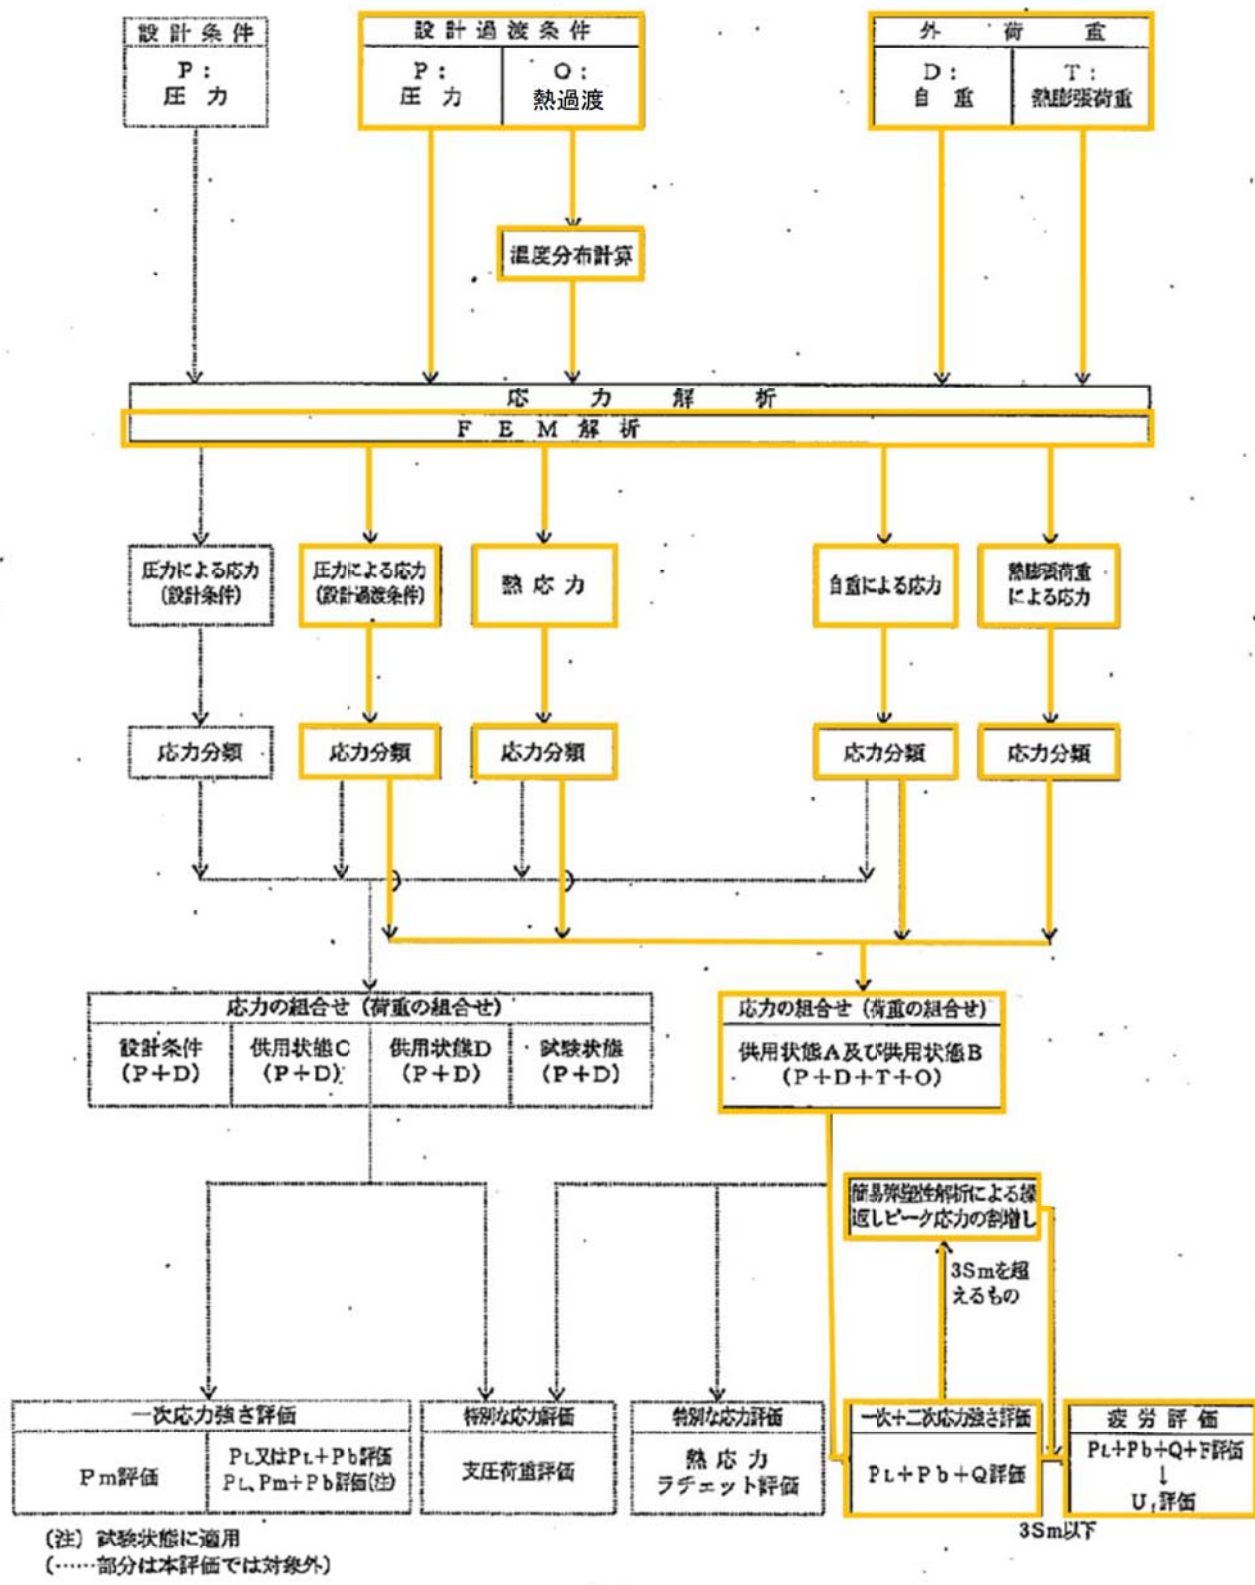 設計条件
P:
圧力
設計過渡条件
P:
圧力
O:
熱過渡
外荷重
D:
自重
T:
熱膨張荷重
温度分布計算
応力解析
FEM解析
圧力による応力
(設計条件)
圧力による応力
(設計過渡条件)
熱応力
自重による応力
熱膨張荷重
による応力
応力分類
応力分類
応力分類
応力分類
応力分類
応力の組合せ(荷重の組合せ)
設計条件
(P+D)
供用状態C
(P+D)
供用状態D
(P+D)
試験状態
(P+D)
応力の組合せ(荷重の組合せ)
供用状態A及び供用状態B
(P+D+T+O)
簡易弾塑性解析による繰
返しピーク応力の割増し
3Smを超
えるもの
一次応力強さ評価
Pm評価
PL又はPL+Pb評価
PL、Pm+Pb評価(注)
特別な応力評価
支圧荷重評価
特別な応力評価
熱応力
ラチェット評価
一次+二次応力強さ評価
PL+Pb+Q評価
疲労評価
PL+Pb+Q+F評価
↓
Uf評価
3Sm以下
(注) 試験状態に適用
(……部分は本評価では対象外)